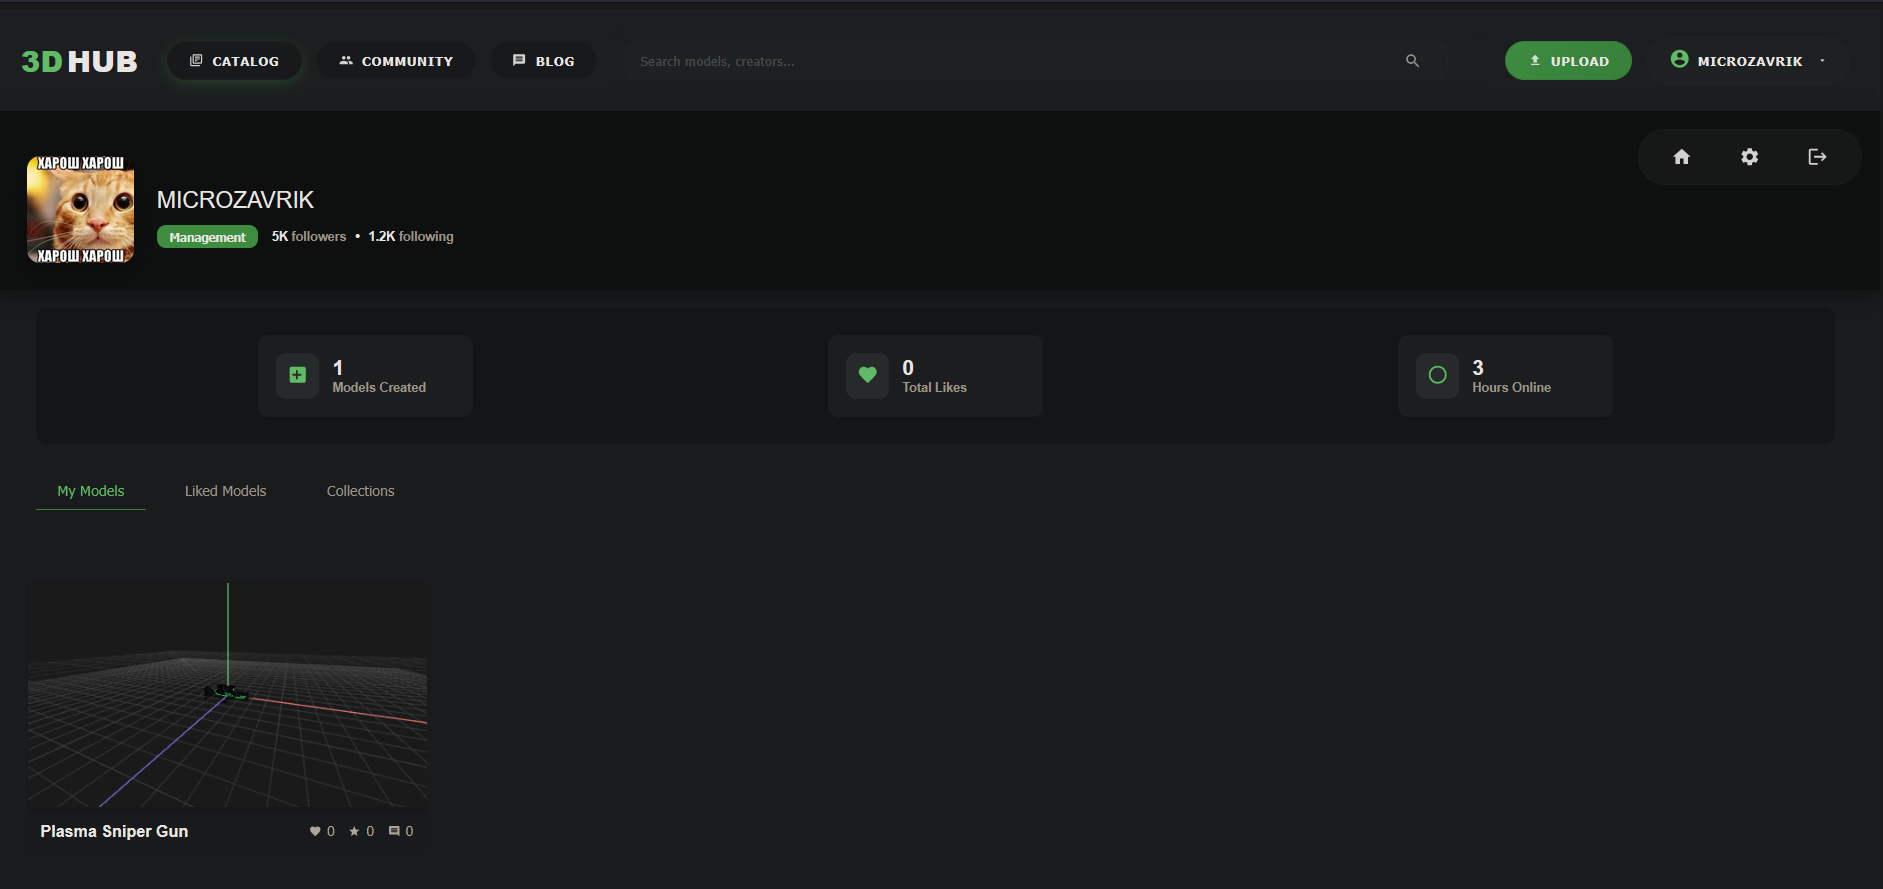 3D HUB
CATALOG
COMMUNITY
BLOG
Search models, creators...
UPLOAD
MICROZAVRIK
ХАРОШ ХАРОШ
ХАРОШ ХАРОШ
MICROZAVRIK
Management
5K followers • 1.2K following
1
Models Created
0
Total Likes
3
Hours Online
My Models
Liked Models
Collections
Plasma Sniper Gun
0
0
0